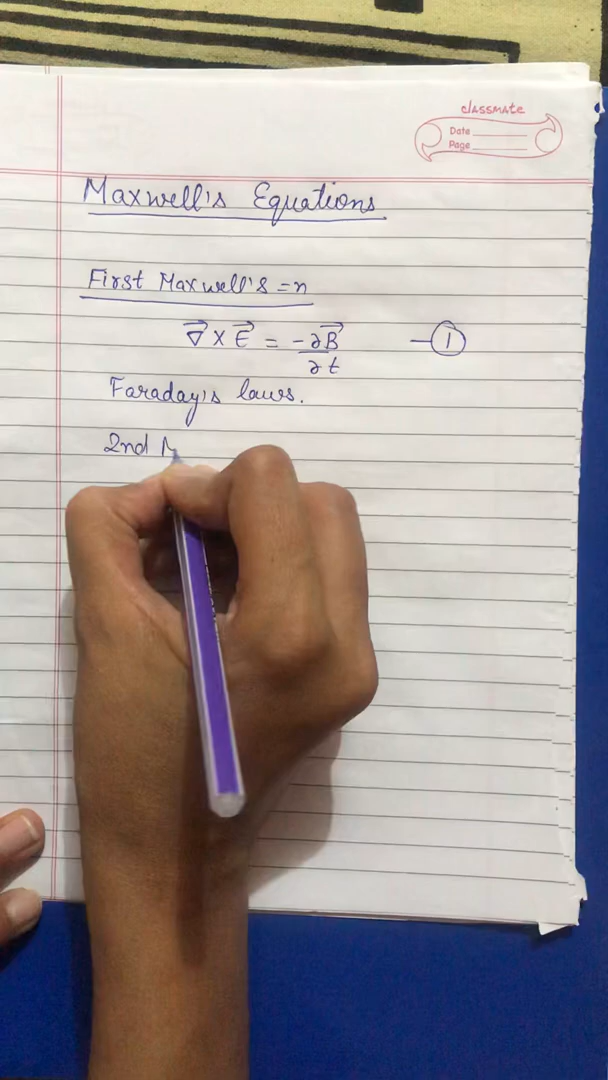 classmate
Date
Page
Maxwell's Equations
First Maxwell's = n
∇⃗ × E⃗ = -∂B⃗/∂t —①
Faraday's laws.
2nd M